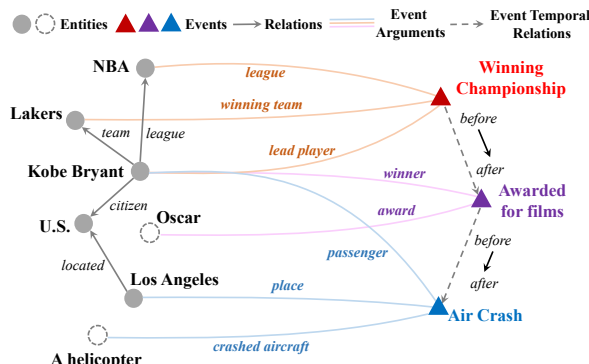 Entities
Events
Relations
Event
Arguments
Event Temporal
Relations
NBA
league
Winning
Championship
Lakers
winning team
before
team
league
lead player
after
Kobe Bryant
winner
Awarded
for films
citizen
Oscar
award
U.S.
before
passenger
located
Los Angeles
after
place
Air Crash
crashed aircraft
A helicopter